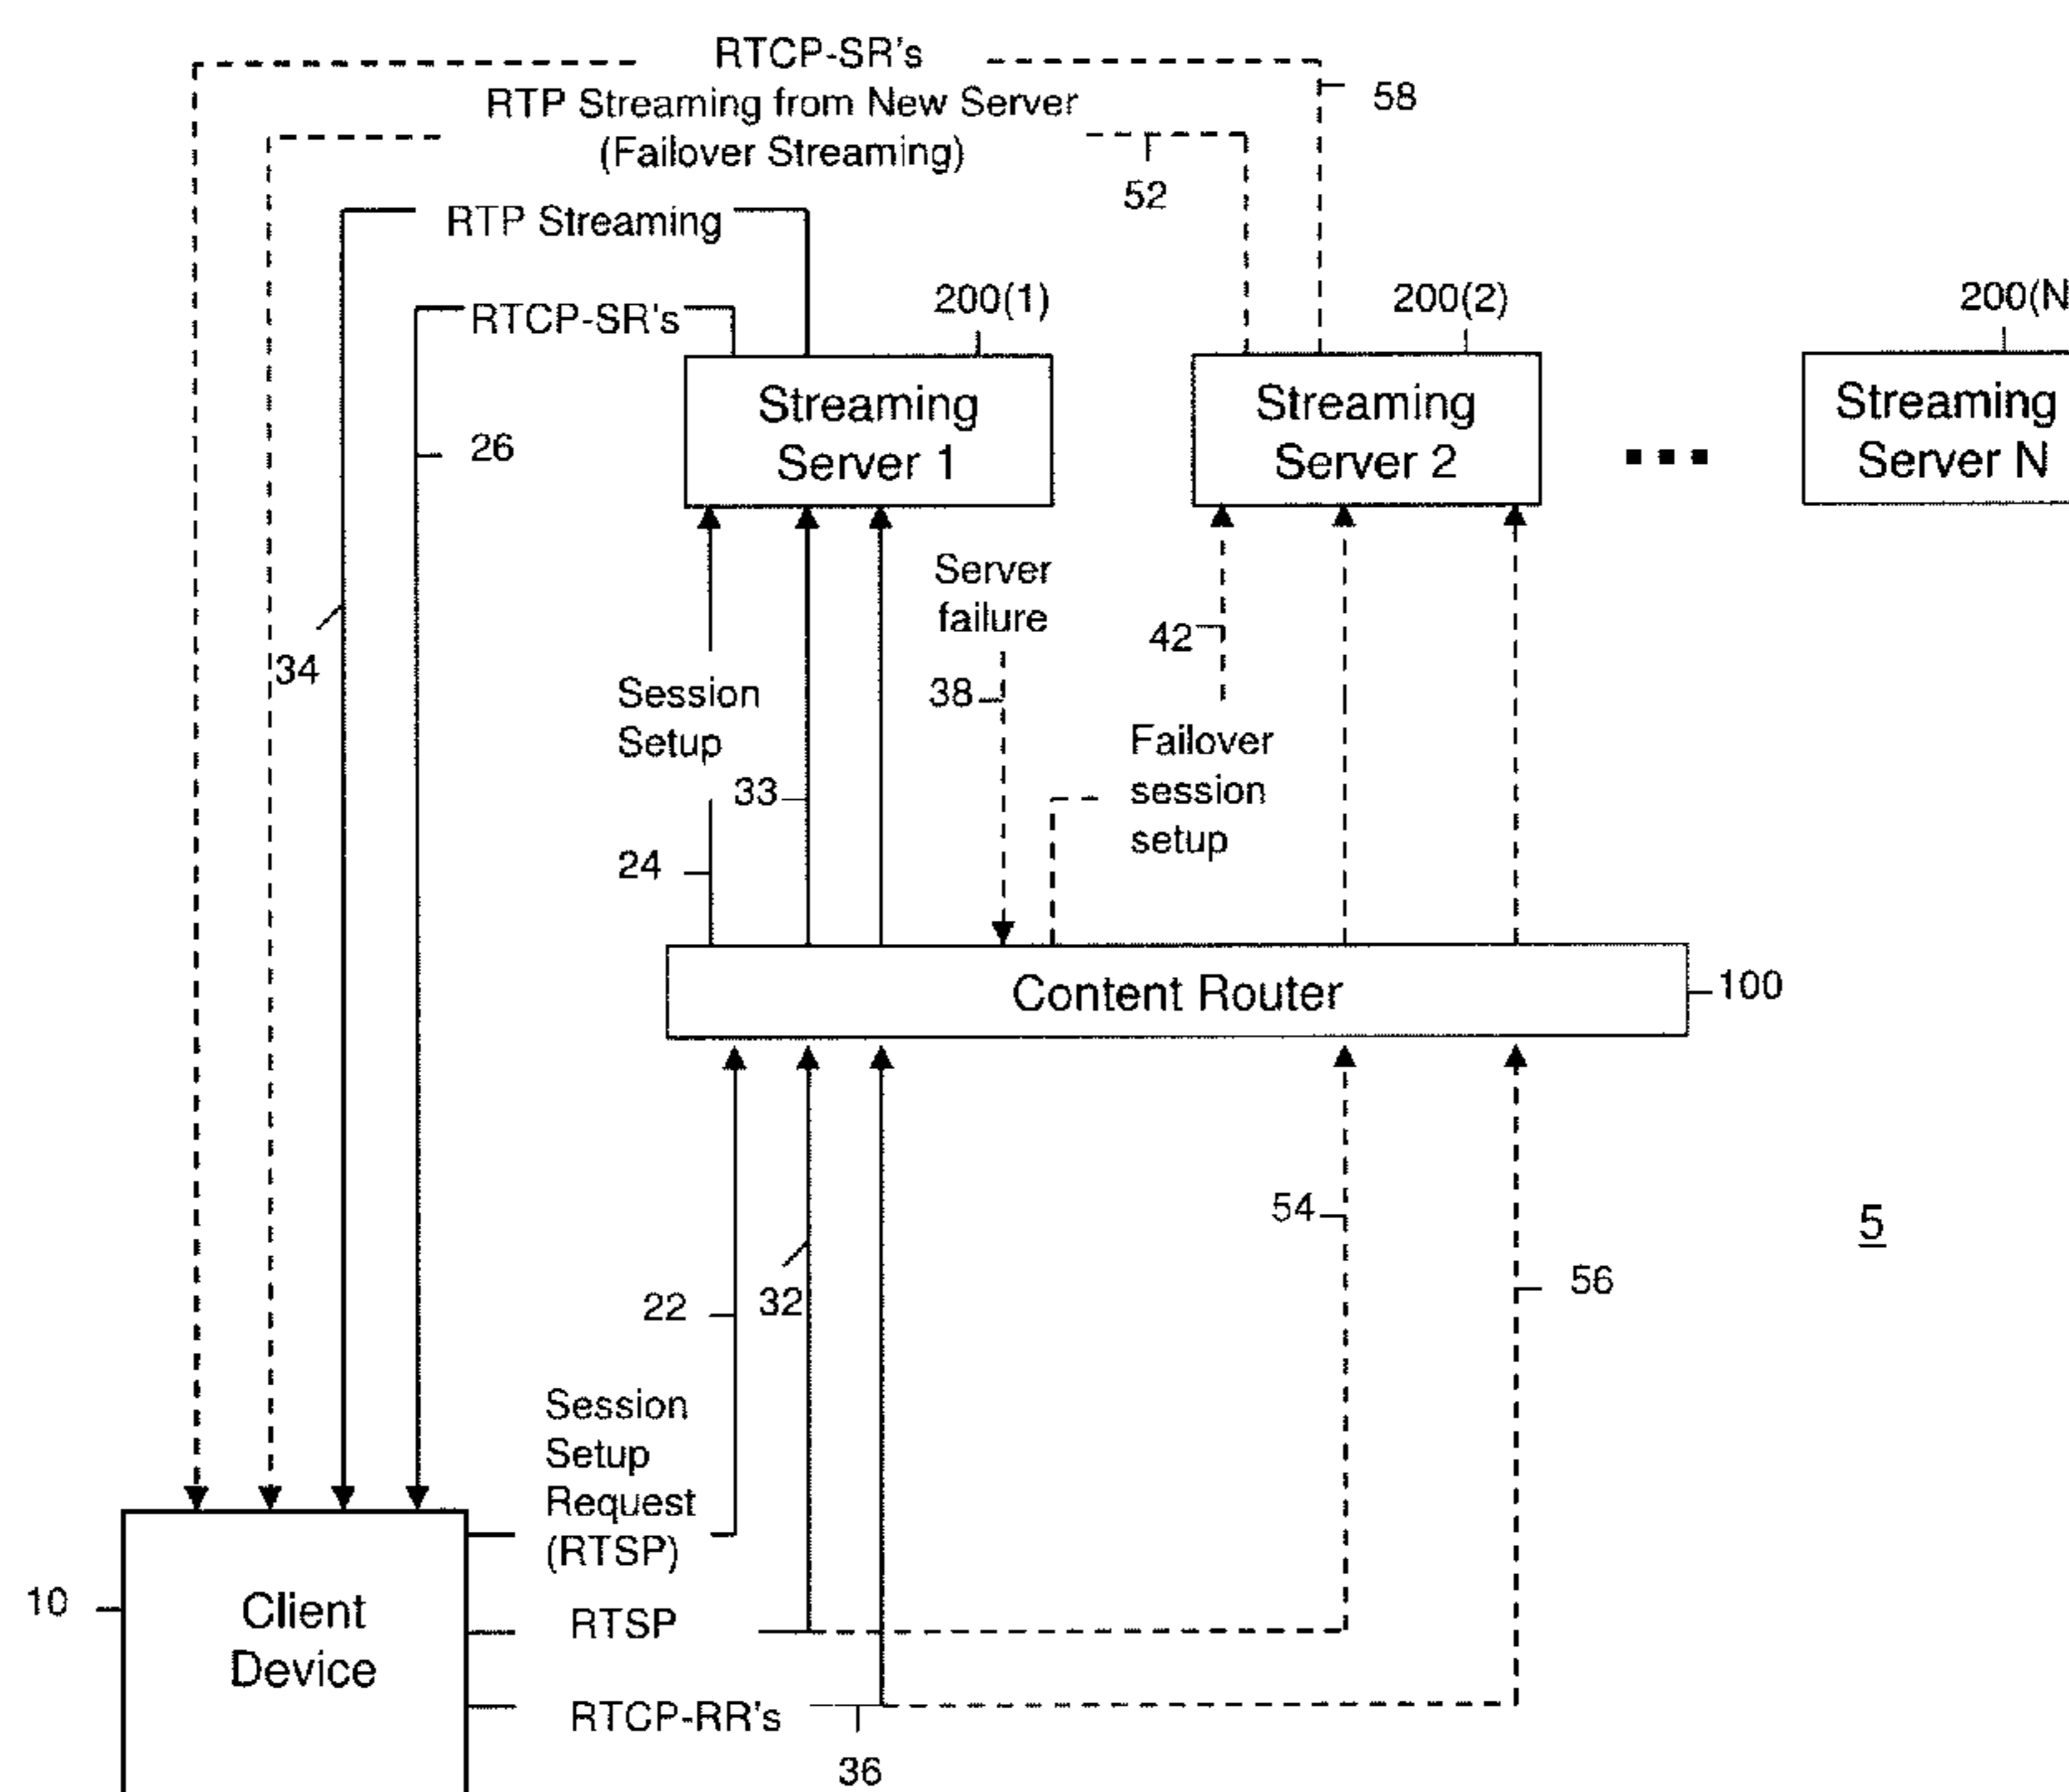 RTCP-SR's
58
RTP Streaming from New Server
(Failover Streaming)
52
RTP Streaming
RTCP-SR's
200(1)
200(2)
200(N
Streaming
Server 1
Streaming
Server 2
Streaming
Server N
26
34
Server
failure
42
38
Session
Setup
33
24
Failover
session
setup
Content Router
100
54
5
56
22
32
Session
Setup
Request
(RTSP)
10
Client
Device
RTSP
RTCP-RR's
36